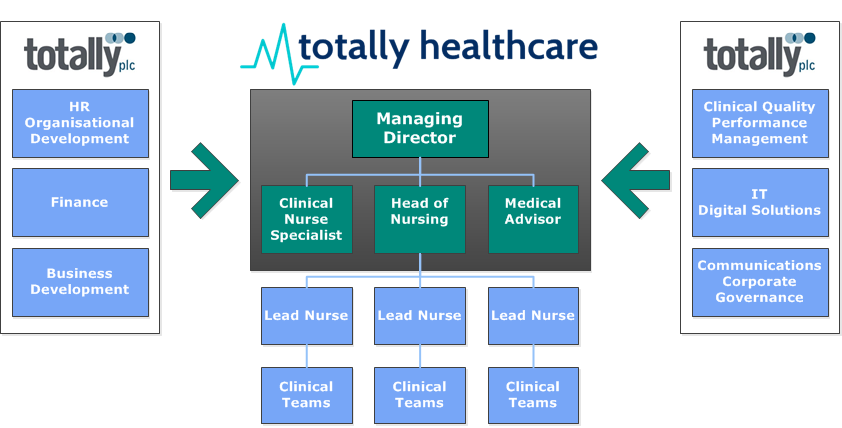 totally
plc
HR
Organisational
Development
Finance
Business
Development
totally healthcare
Managing
Director
Clinical
Nurse
Specialist
Head of
Nursing
Medical
Advisor
Lead Nurse
Lead Nurse
Lead Nurse
Clinical
Teams
Clinical
Teams
Clinical
Teams
totally
plc
Clinical Quality
Performance
Management
IT
Digital Solutions
Communications
Corporate
Governance